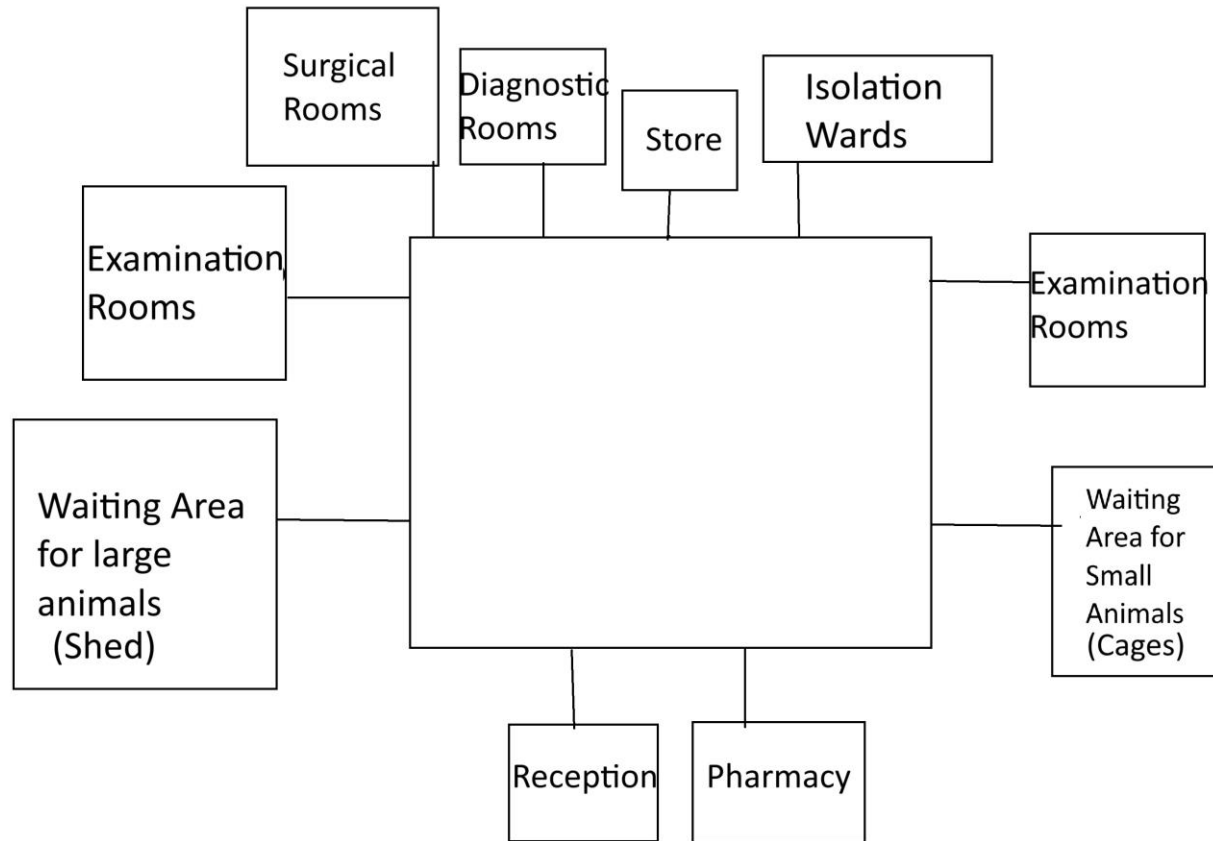 Surgical
Rooms
Diagnostic
Rooms
Store
Isolation
Wards
Examination
Rooms
Examination
Rooms
Waiting Area
for large
animals
(Shed)
Waiting
Area for
Small
Animals
(Cages)
Reception
Pharmacy